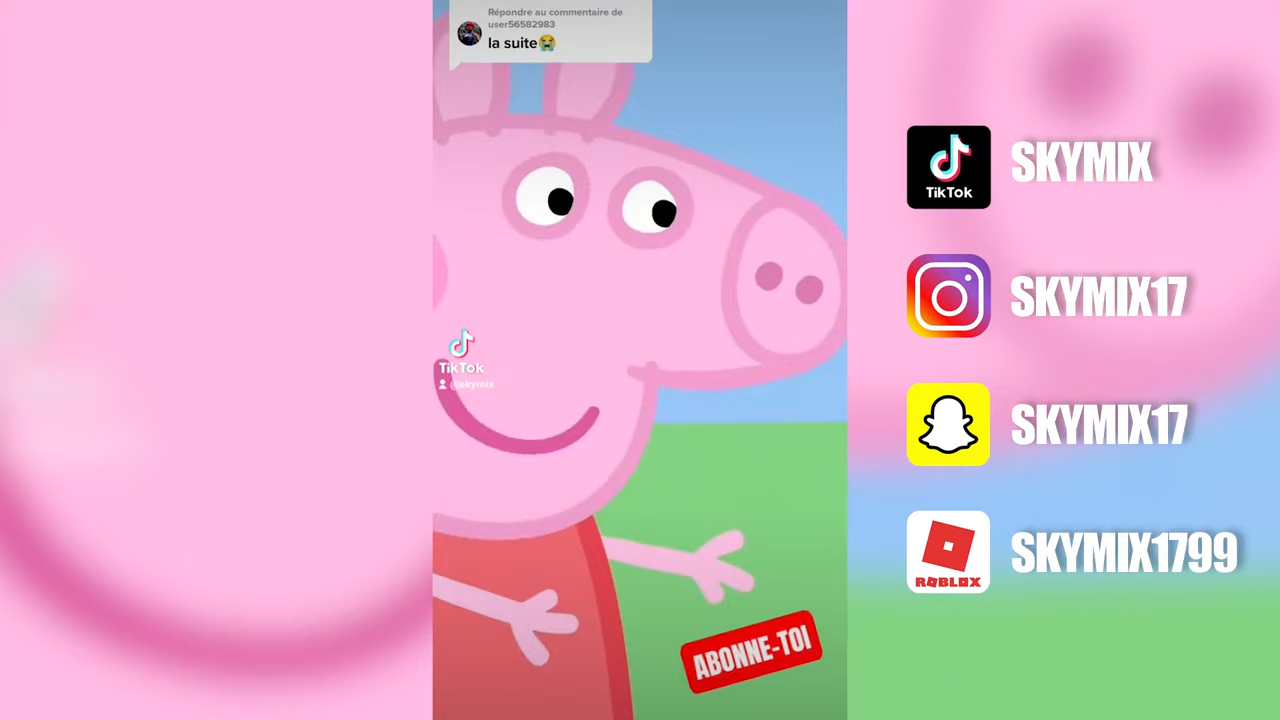 Répondre au commentaire de
user56582983
la suite😭
TikTok
@skymix
ABONNE-TOI
TikTok
SKYMIX
SKYMIX17
SKYMIX17
ROBLOX
SKYMIX1799